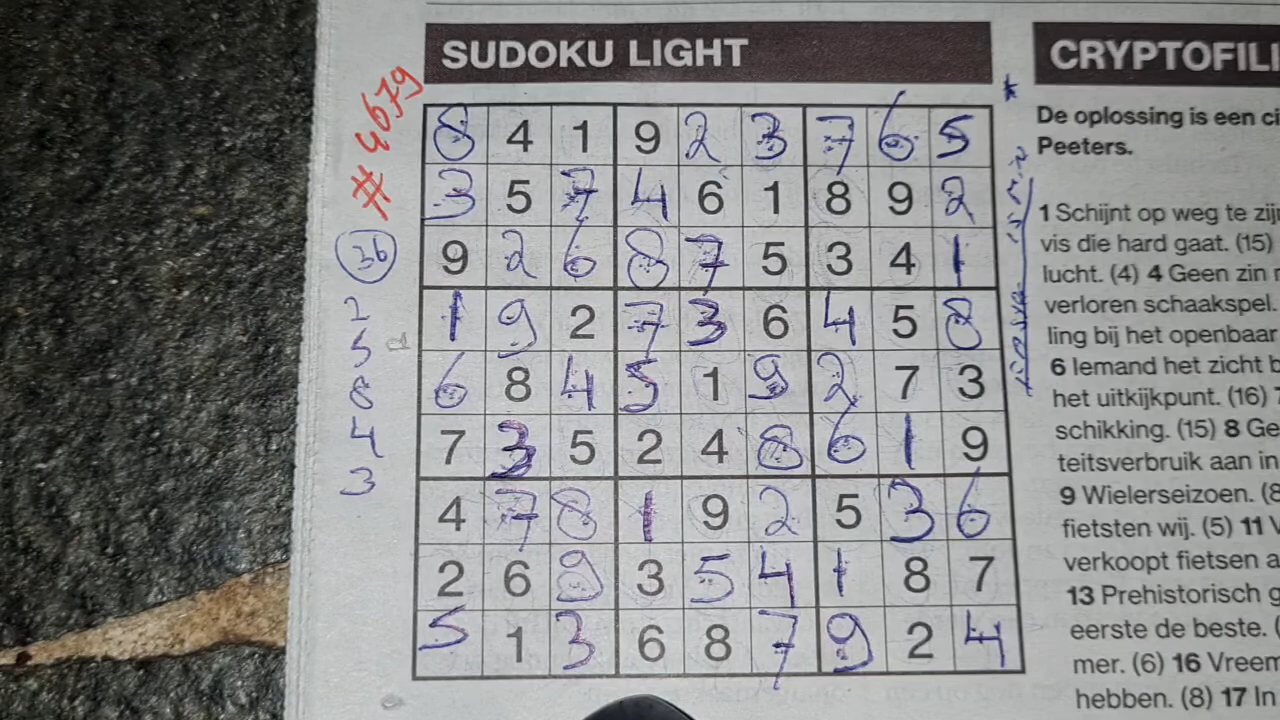 SUDOKU LIGHT
CRYPTOFILI
# 4679
36
2
5
8
4
3
8 4 1 9 2 3 7 6 5
3 5 7 4 6 1 8 9 2
9 2 6 8 7 5 3 4 1
1 9 2 7 3 6 4 5 8
6 8 4 5 1 9 2 7 3
7 3 5 2 4 8 6 1 9
4 7 8 1 9 2 5 3 6
2 6 9 3 5 4 1 8 7
5 1 3 6 8 7 9 2 4
De oplossing is een ci
Peeters.
1 Schijnt op weg te zij
vis die hard gaat. (15)
lucht. (4) 4 Geen zin
verloren schaakspel.
ling bij het openbaar
6 Iemand het zicht b
het uitkijkpunt. (16)
schikking. (15) 8 Ge
teitsverbruik aan in
9 Wielerseizoen. (8
fietsten wij. (5) 11
verkoopt fietsen a
13 Prehistorisch g
eerste de beste. (
mer. (6) 16 Vreem
hebben. (8) 17 In